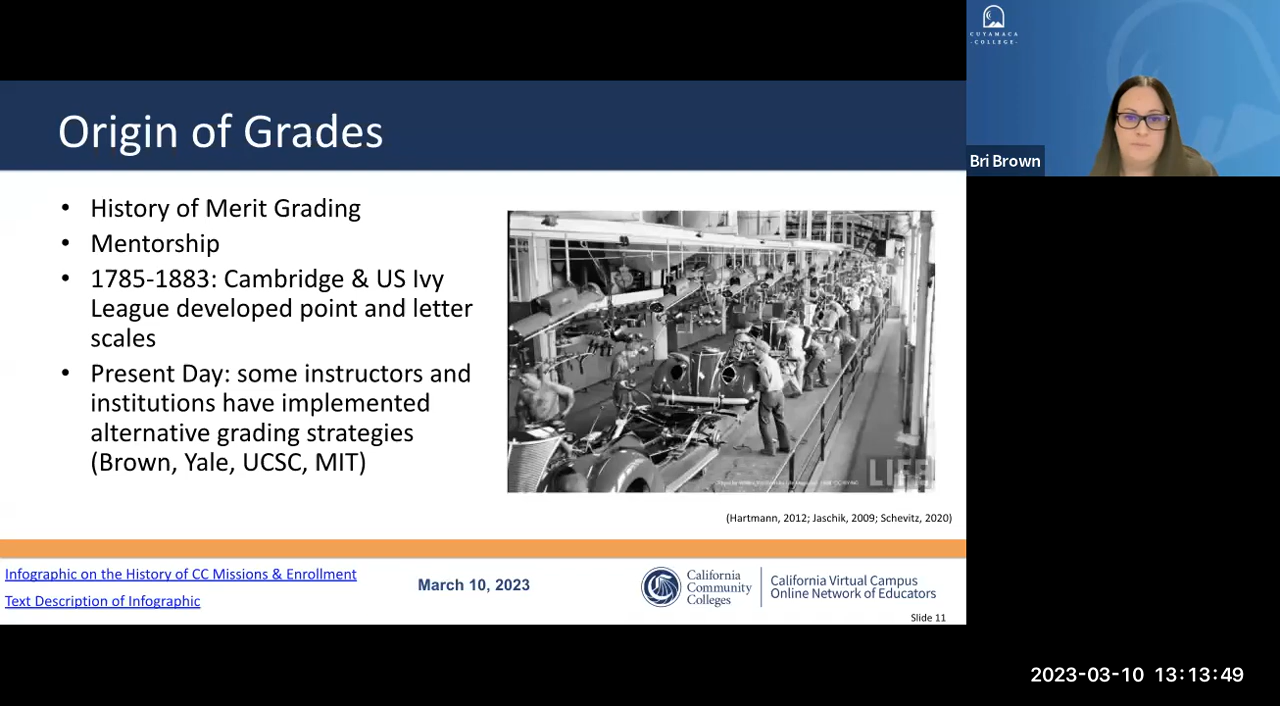 Origin of Grades
• History of Merit Grading
• Mentorship
• 1785-1883: Cambridge & US Ivy
League developed point and letter
scales
• Present Day: some instructors and
institutions have implemented
alternative grading strategies
(Brown, Yale, UCSC, MIT)
LIFE
(Hartmann, 2012; Jaschik, 2009; Schevitz, 2020)
Infographic on the History of CC Missions & Enrollment
Text Description of Infographic
March 10, 2023
California
Community
Colleges
California Virtual Campus
Online Network of Educators
Slide 11
CUYAMACA
·COLLEGE·
Bri Brown
2023-03-10 13:13:49